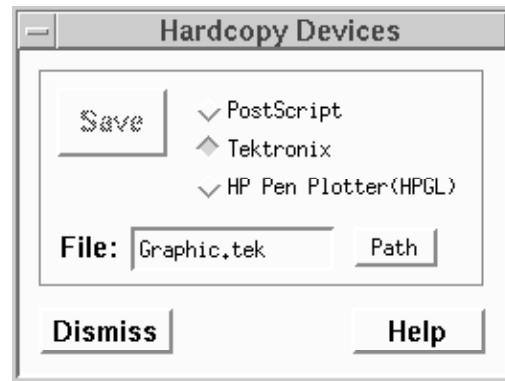 Hardcopy Devices
Save
PostScript
Tektronix
HP Pen Plotter(HPGL)
File: Graphic.tek Path
Dismiss Help